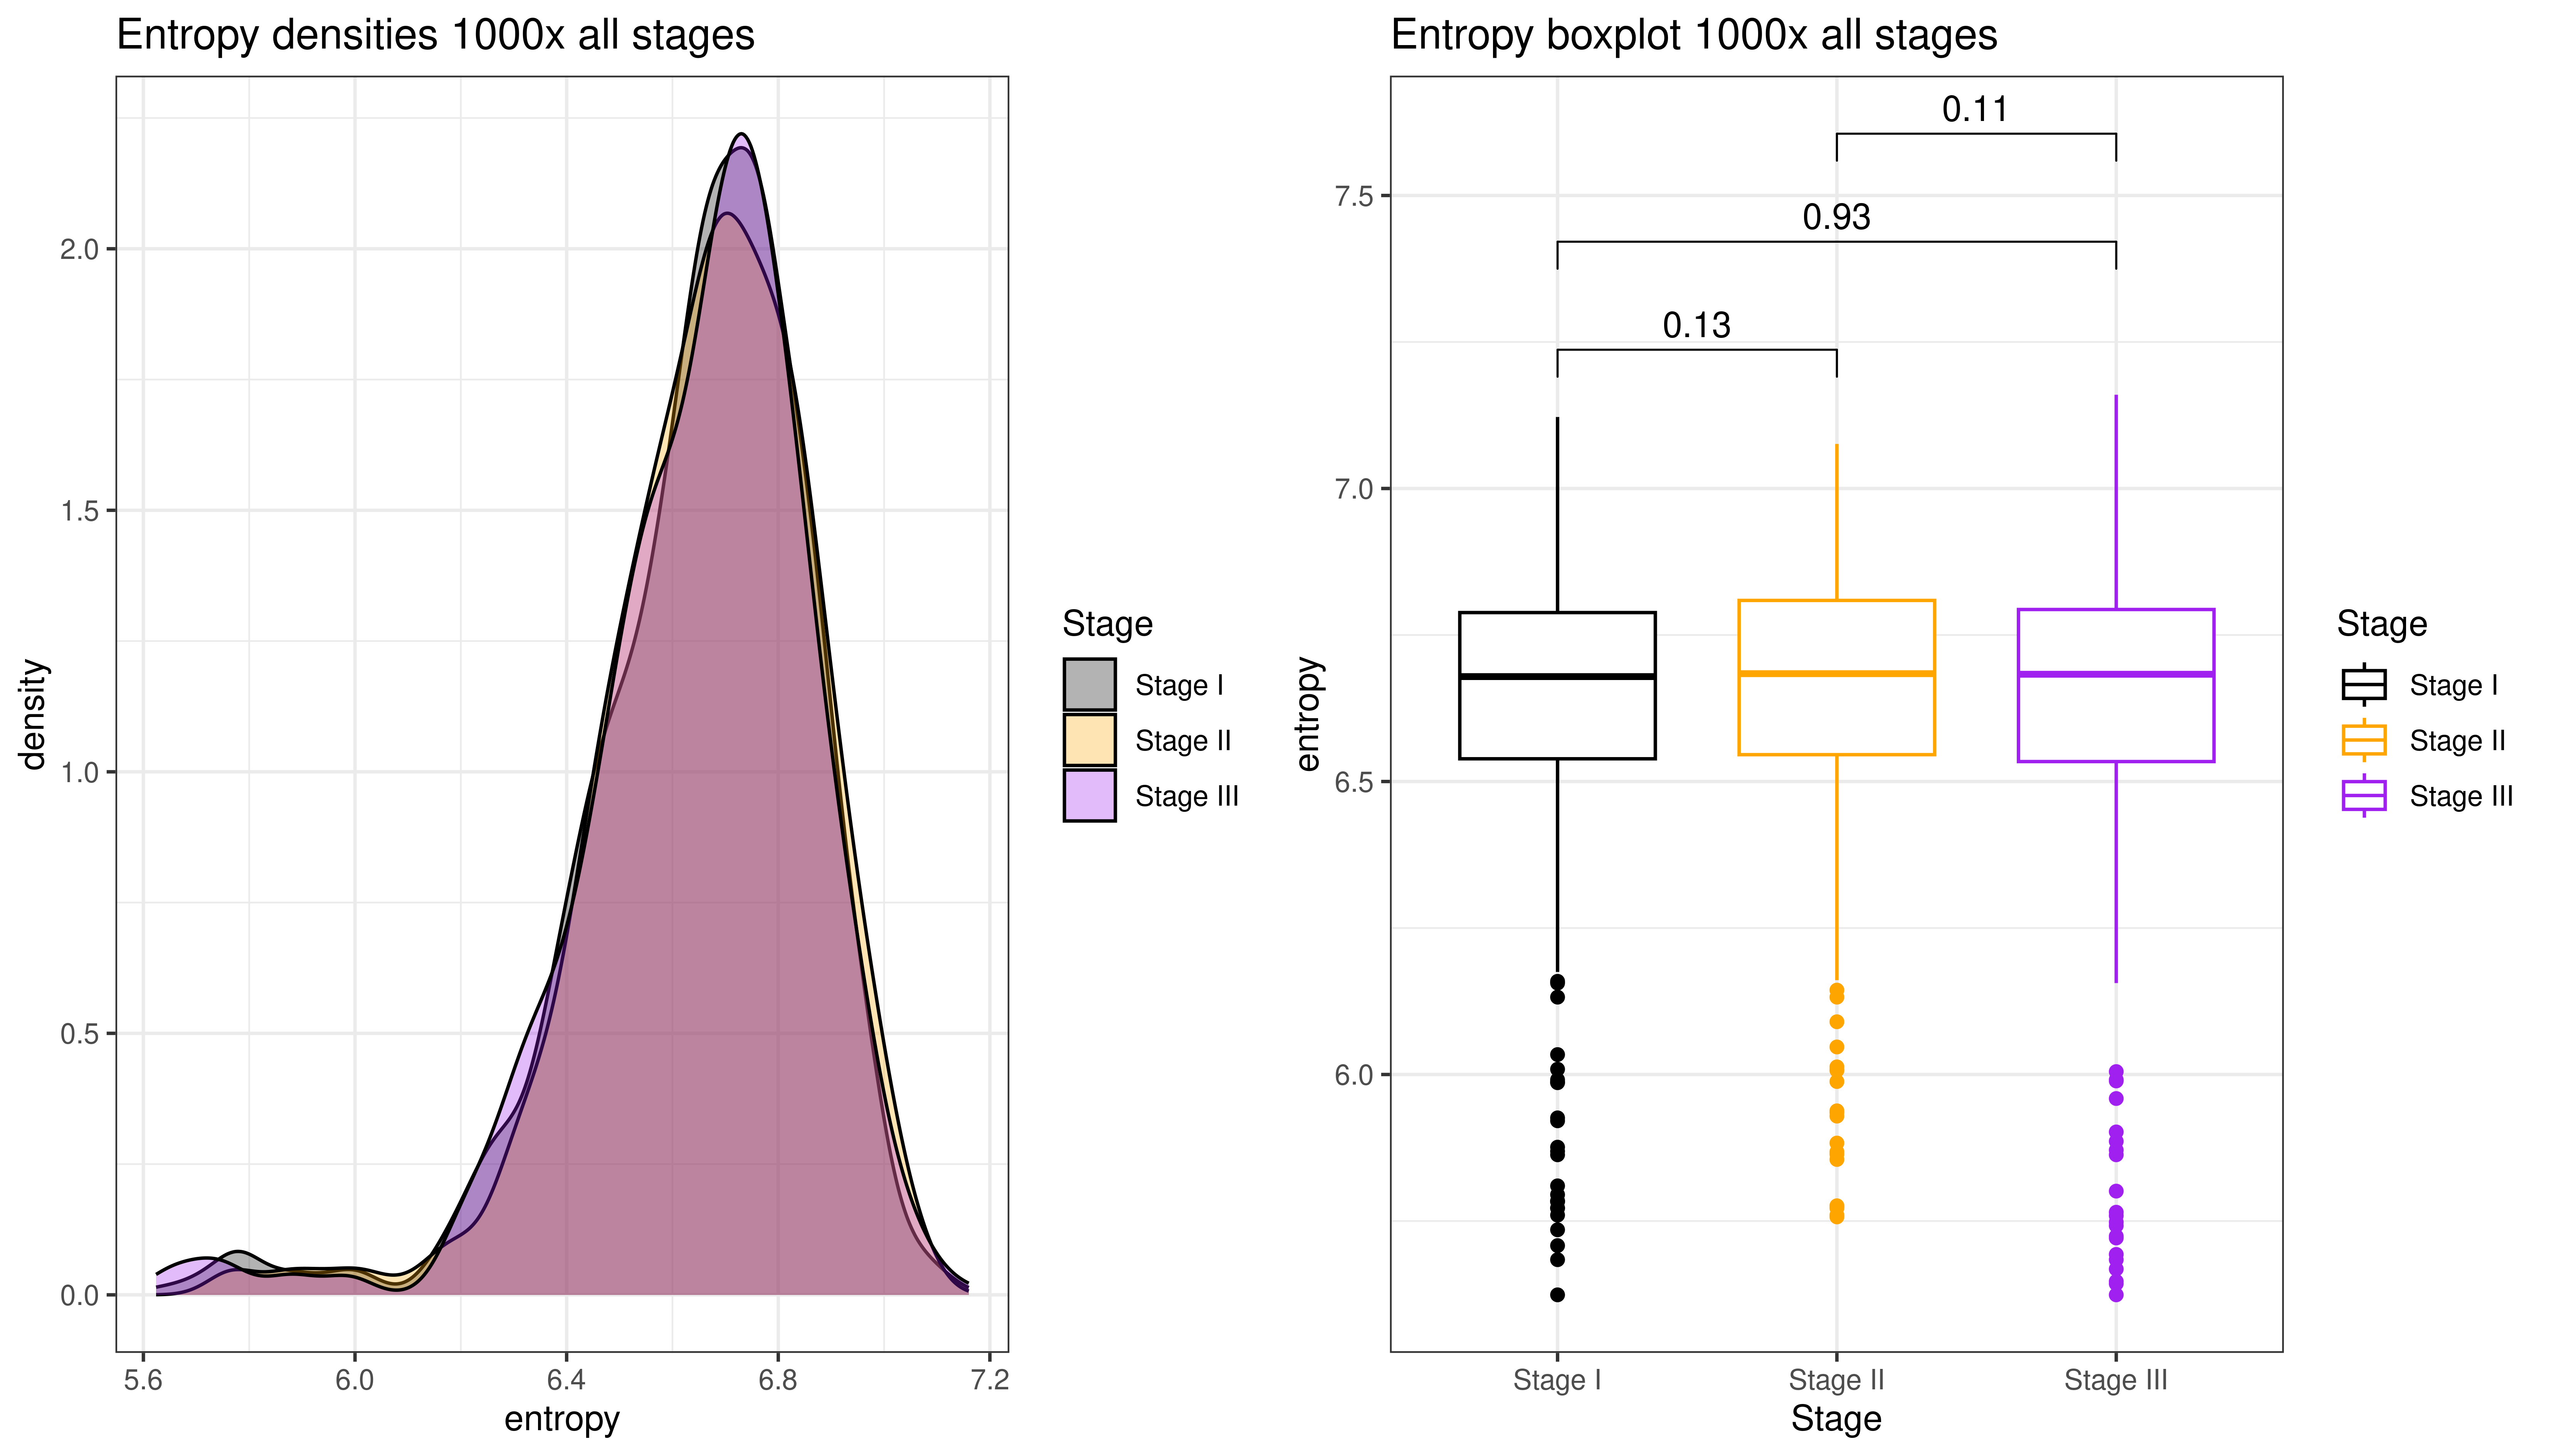 Entropy densities 1000x all stages
density
2.0
1.5
1.0
0.5
0.0
5.6 6.0 6.4 6.8 7.2
entropy
Stage
Stage I
Stage II
Stage III
Entropy boxplot 1000x all stages
entropy
7.5
7.0
6.5
6.0
0.11
0.93
0.13
Stage I Stage II Stage III
Stage
Stage
Stage I
Stage II
Stage III